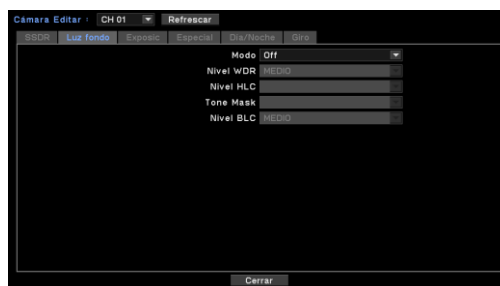 Cámara Editar : CH 01 Refrescar
SSDR Luz fondo Exposic Especial Día/Noche Giro
Modo Off
Nivel WDR MEDIO
Nivel HLC
Tone Mask
Nivel BLC MEDIO
Cerrar